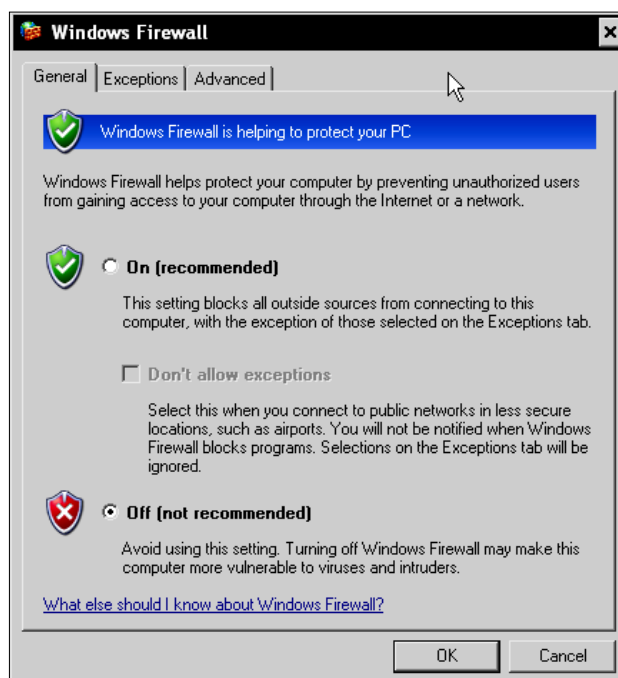 Windows Firewall
General
Exceptions
Advanced
Windows Firewall is helping to protect your PC
Windows Firewall helps protect your computer by preventing unauthorized users
from gaining access to your computer through the Internet or a network.
On (recommended)
This setting blocks all outside sources from connecting to this
computer, with the exception of those selected on the Exceptions tab.
Don't allow exceptions
Select this when you connect to public networks in less secure
locations, such as airports. You will not be notified when Windows
Firewall blocks programs. Selections on the Exceptions tab will be
ignored.
Off (not recommended)
Avoid using this setting. Turning off Windows Firewall may make this
computer more vulnerable to viruses and intruders.
What else should I know about Windows Firewall?
OK
Cancel